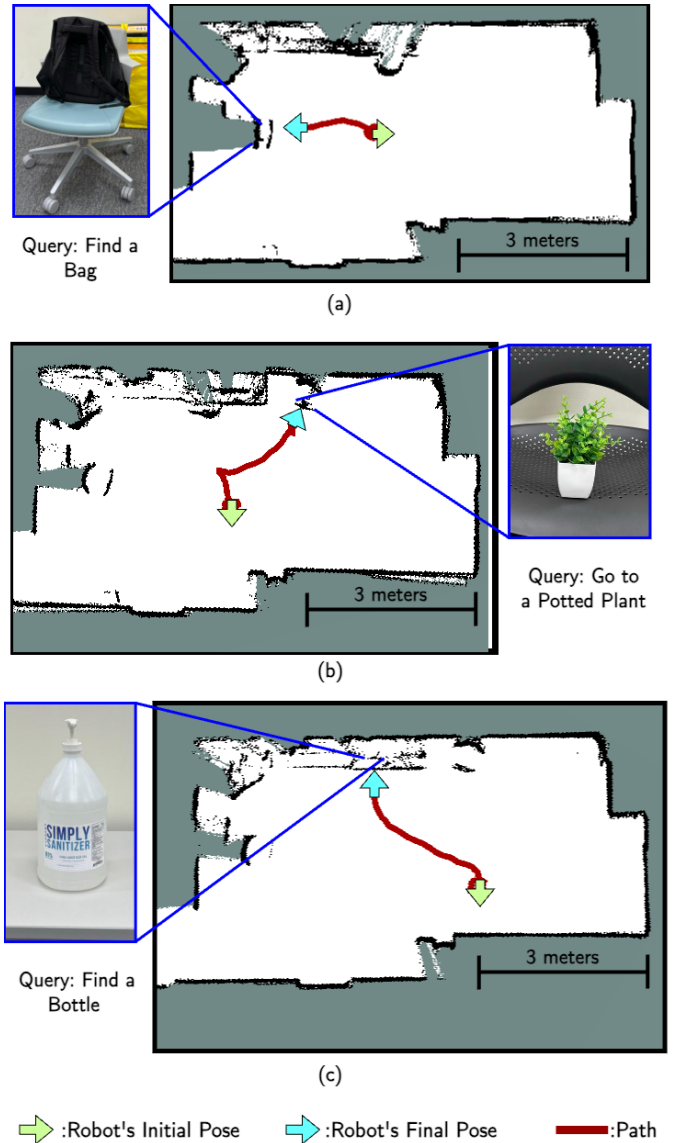 Query: Find a
Bag
3 meters
(a)
3 meters
Query: Go to
a Potted Plant
(b)
SIMPLY
SANITIZER
Query: Find a
Bottle
3 meters
(c)
:Robot's Initial Pose :Robot's Final Pose :Path